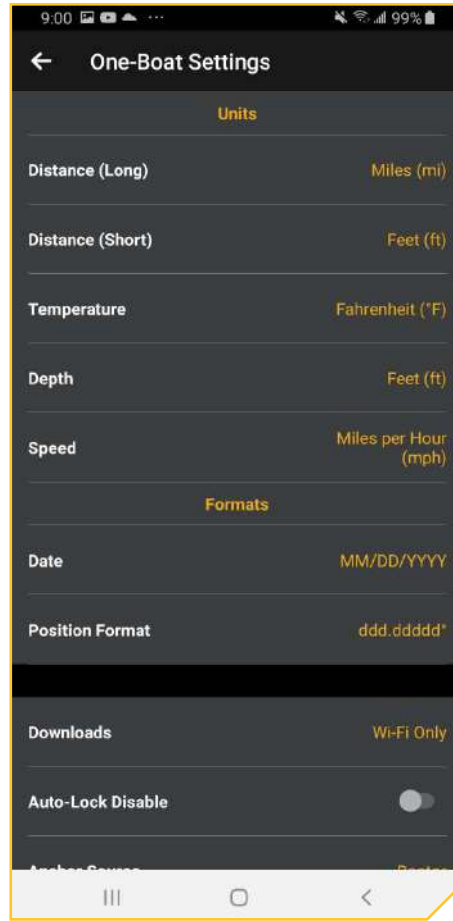 9:00 ... 99%
One-Boat Settings
Units
Distance (Long) Miles (mi)
Distance (Short) Feet (ft)
Temperature Fahrenheit (°F)
Depth Feet (ft)
Speed Miles per Hour (mph)
Formats
Date MM/DD/YYYY
Position Format ddd.ddddd°
Downloads Wi-Fi Only
Auto-Lock Disable